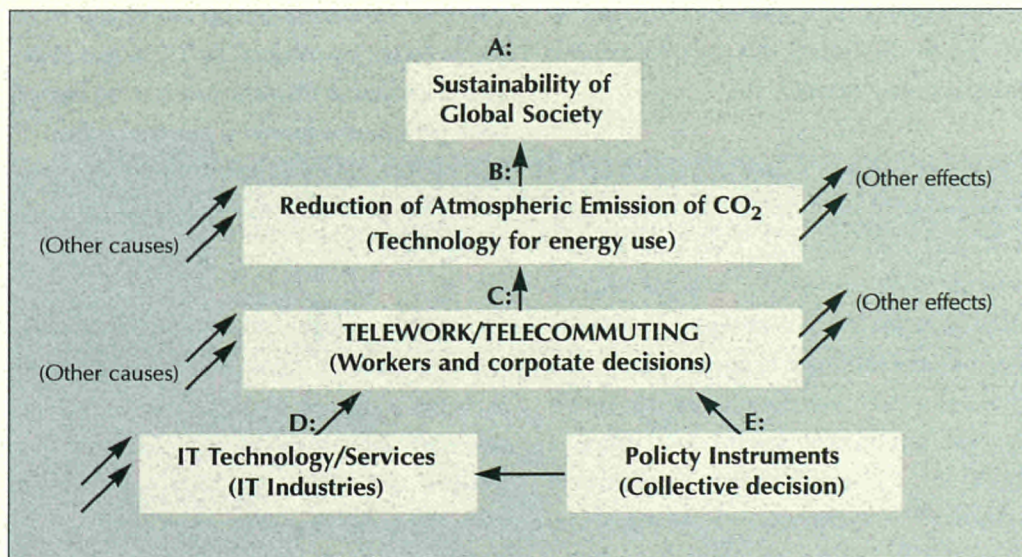 A:
Sustainability of
Global Society
B:
(Other effects)
Reduction of Atmospheric Emission of CO₂
(Technology for energy use)
(Other causes)
C:
(Other effects)
TELEWORK/TELECOMMUTING
(Workers and corpotate decisions)
(Other causes)
D:
E:
IT Technology/Services
(IT Industries)
Policty Instruments
(Collective decision)